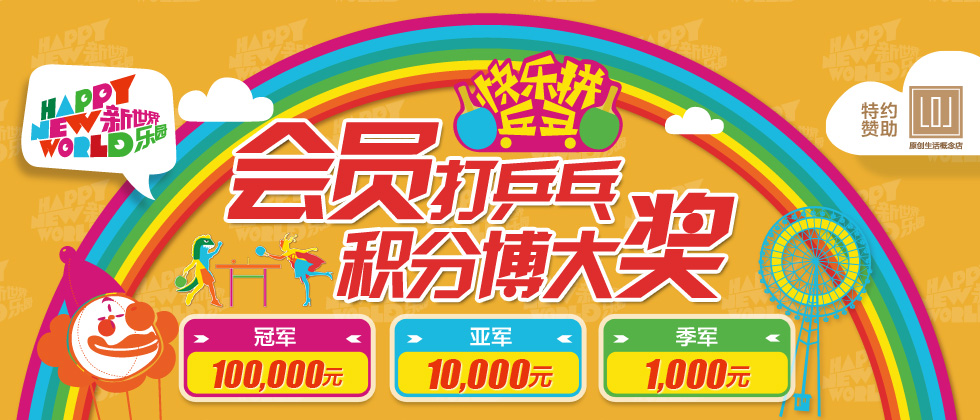 HAPPY
NEW新世界
WORLD乐园
快乐拼
乒乓
特约
赞助
原创生活概念店
会员打乒乓
积分博大奖
冠军
100,000元
亚军
10,000元
季军
1,000元